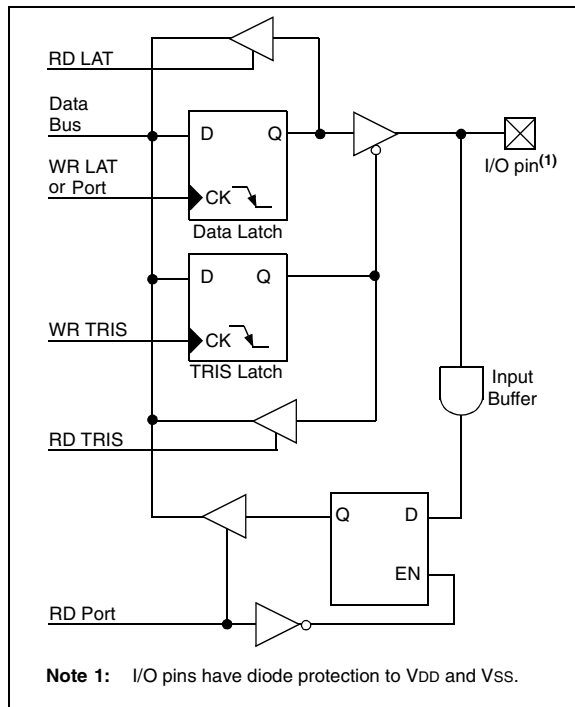 RD LAT
Data
Bus
D Q
I/O pin(1)
WR LAT
or Port
CK
Data Latch
D Q
WR TRIS
CK
TRIS Latch
Input
Buffer
RD TRIS
Q D
EN
RD Port
Note 1: I/O pins have diode protection to VDD and VSS.